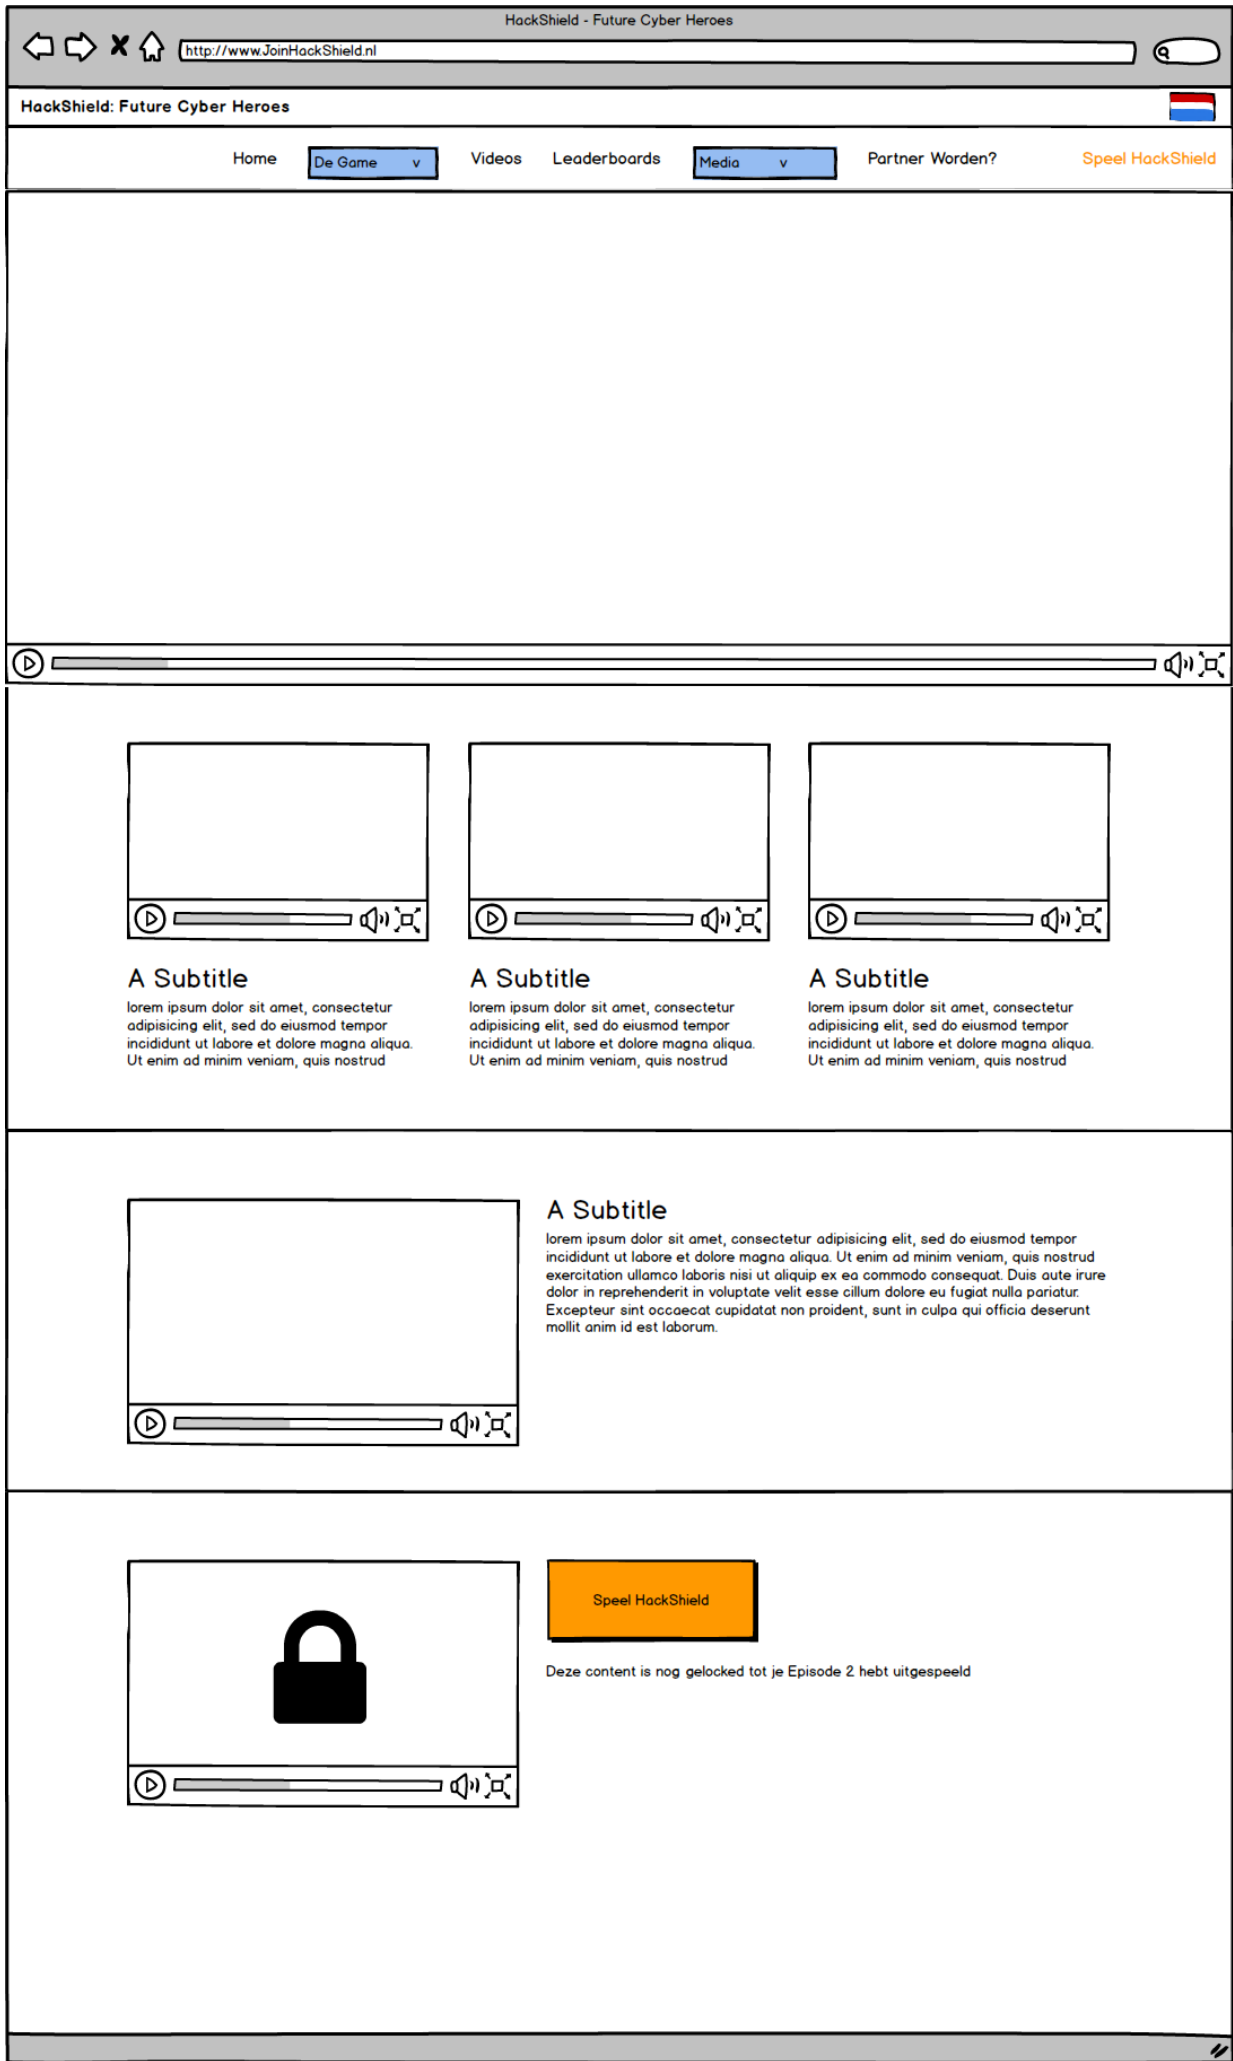 HackShield - Future Cyber Heroes
http://www.JoinHackShield.nl
HackShield: Future Cyber Heroes
Home De Game v Videos Leaderboards Media v Partner Worden? Speel HackShield
A Subtitle
lorem ipsum dolor sit amet, consectetur
adipisicing elit, sed do eiusmod tempor
incididunt ut labore et dolore magna aliqua.
Ut enim ad minim veniam, quis nostrud
A Subtitle
lorem ipsum dolor sit amet, consectetur
adipisicing elit, sed do eiusmod tempor
incididunt ut labore et dolore magna aliqua.
Ut enim ad minim veniam, quis nostrud
A Subtitle
lorem ipsum dolor sit amet, consectetur
adipisicing elit, sed do eiusmod tempor
incididunt ut labore et dolore magna aliqua.
Ut enim ad minim veniam, quis nostrud
A Subtitle
lorem ipsum dolor sit amet, consectetur adipisicing elit, sed do eiusmod tempor
incididunt ut labore et dolore magna aliqua. Ut enim ad minim veniam, quis nostrud
exercitation ullamco laboris nisi ut aliquip ex ea commodo consequat. Duis aute irure
dolor in reprehenderit in voluptate velit esse cillum dolore eu fugiat nulla pariatur.
Excepteur sint occaecat cupidatat non proident, sunt in culpa qui officia deserunt
mollit anim id est laborum.
Speel HackShield
Deze content is nog gelocked tot je Episode 2 hebt uitgespeeld